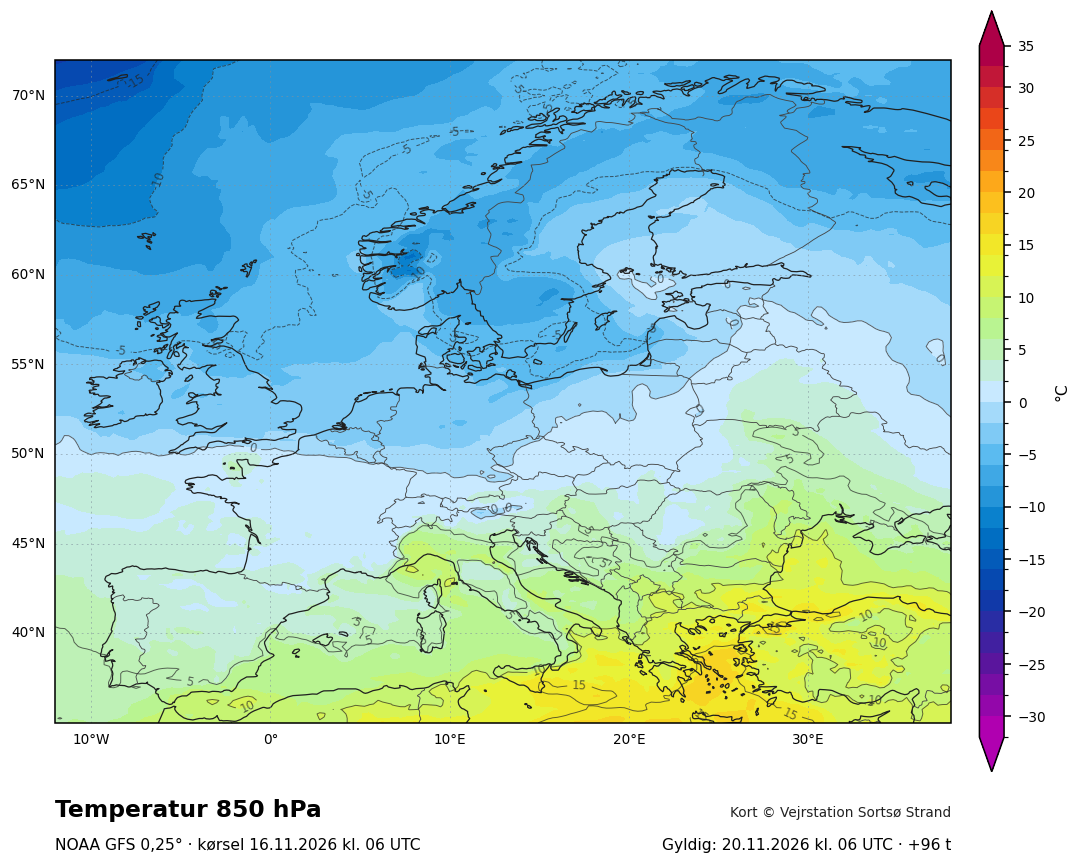 70°N
65°N
60°N
55°N
50°N
45°N
40°N
10°W
0°
10°E
20°E
30°E
35
30
25
20
15
10
5
0
−5
−10
−15
−20
−25
−30
°C
Temperatur 850 hPa
Kort © Vejrstation Sortsø Strand
NOAA GFS 0,25° · kørsel 16.11.2026 kl. 06 UTC
Gyldig: 20.11.2026 kl. 06 UTC · +96 t